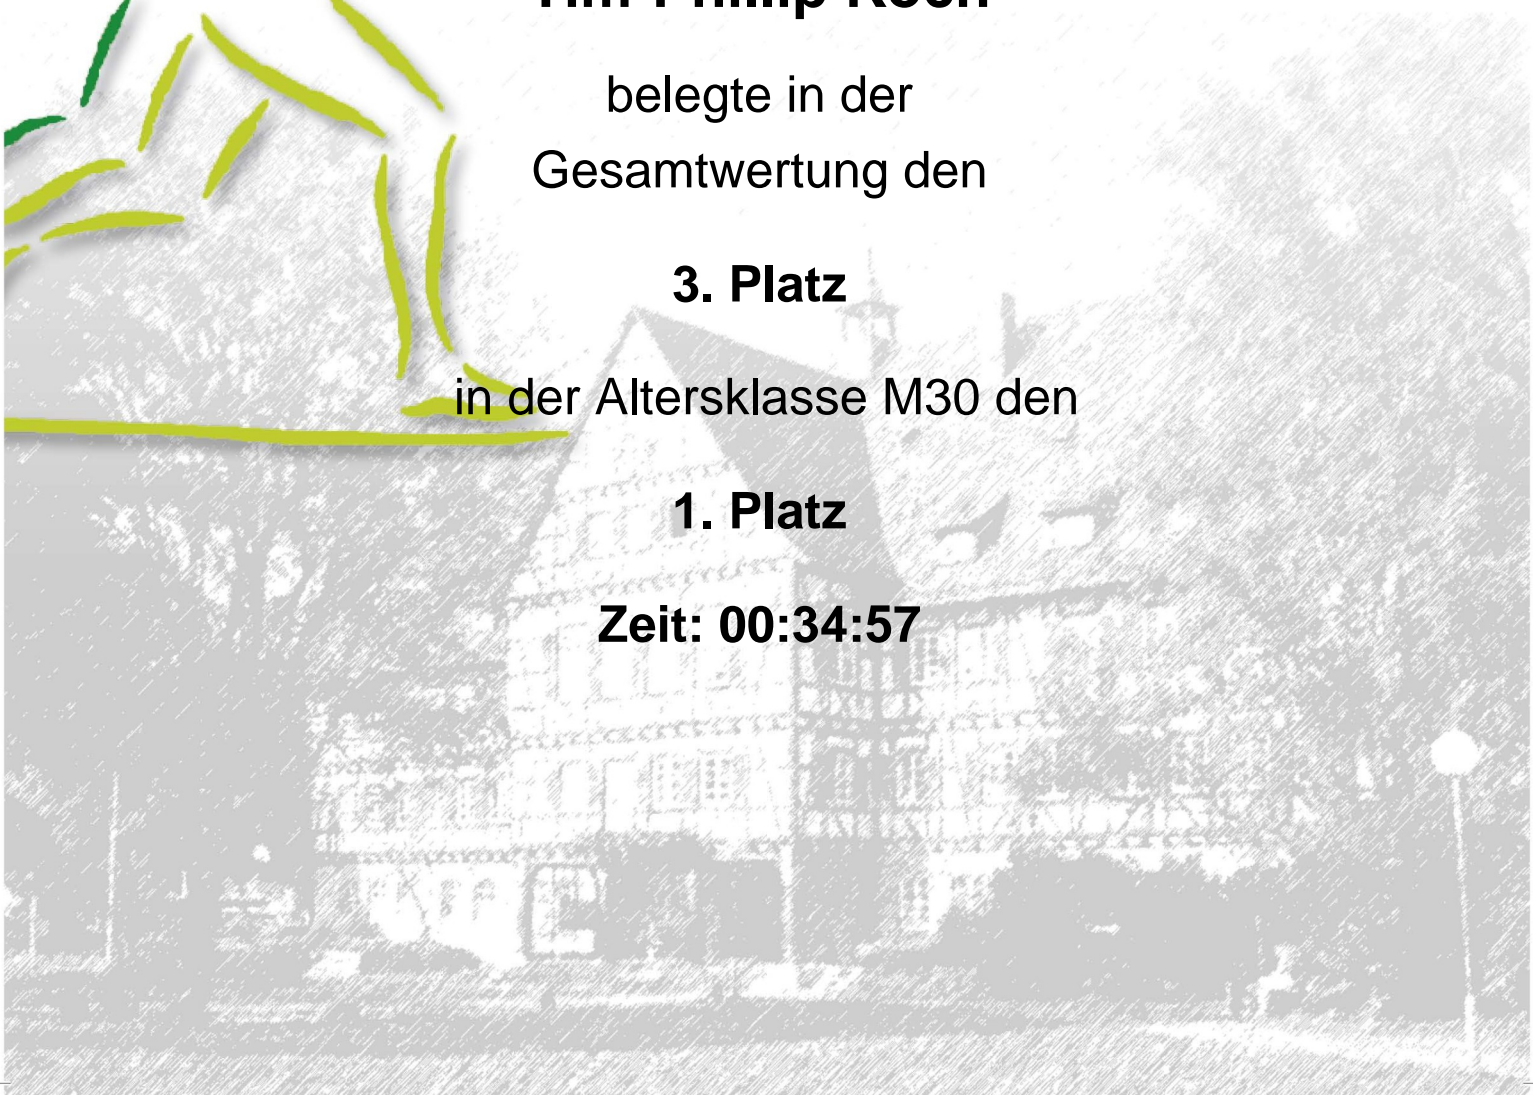 belegte in der
Gesamtwertung den
3. Platz
in der Altersklasse M30 den
1. Platz
Zeit: 00:34:57